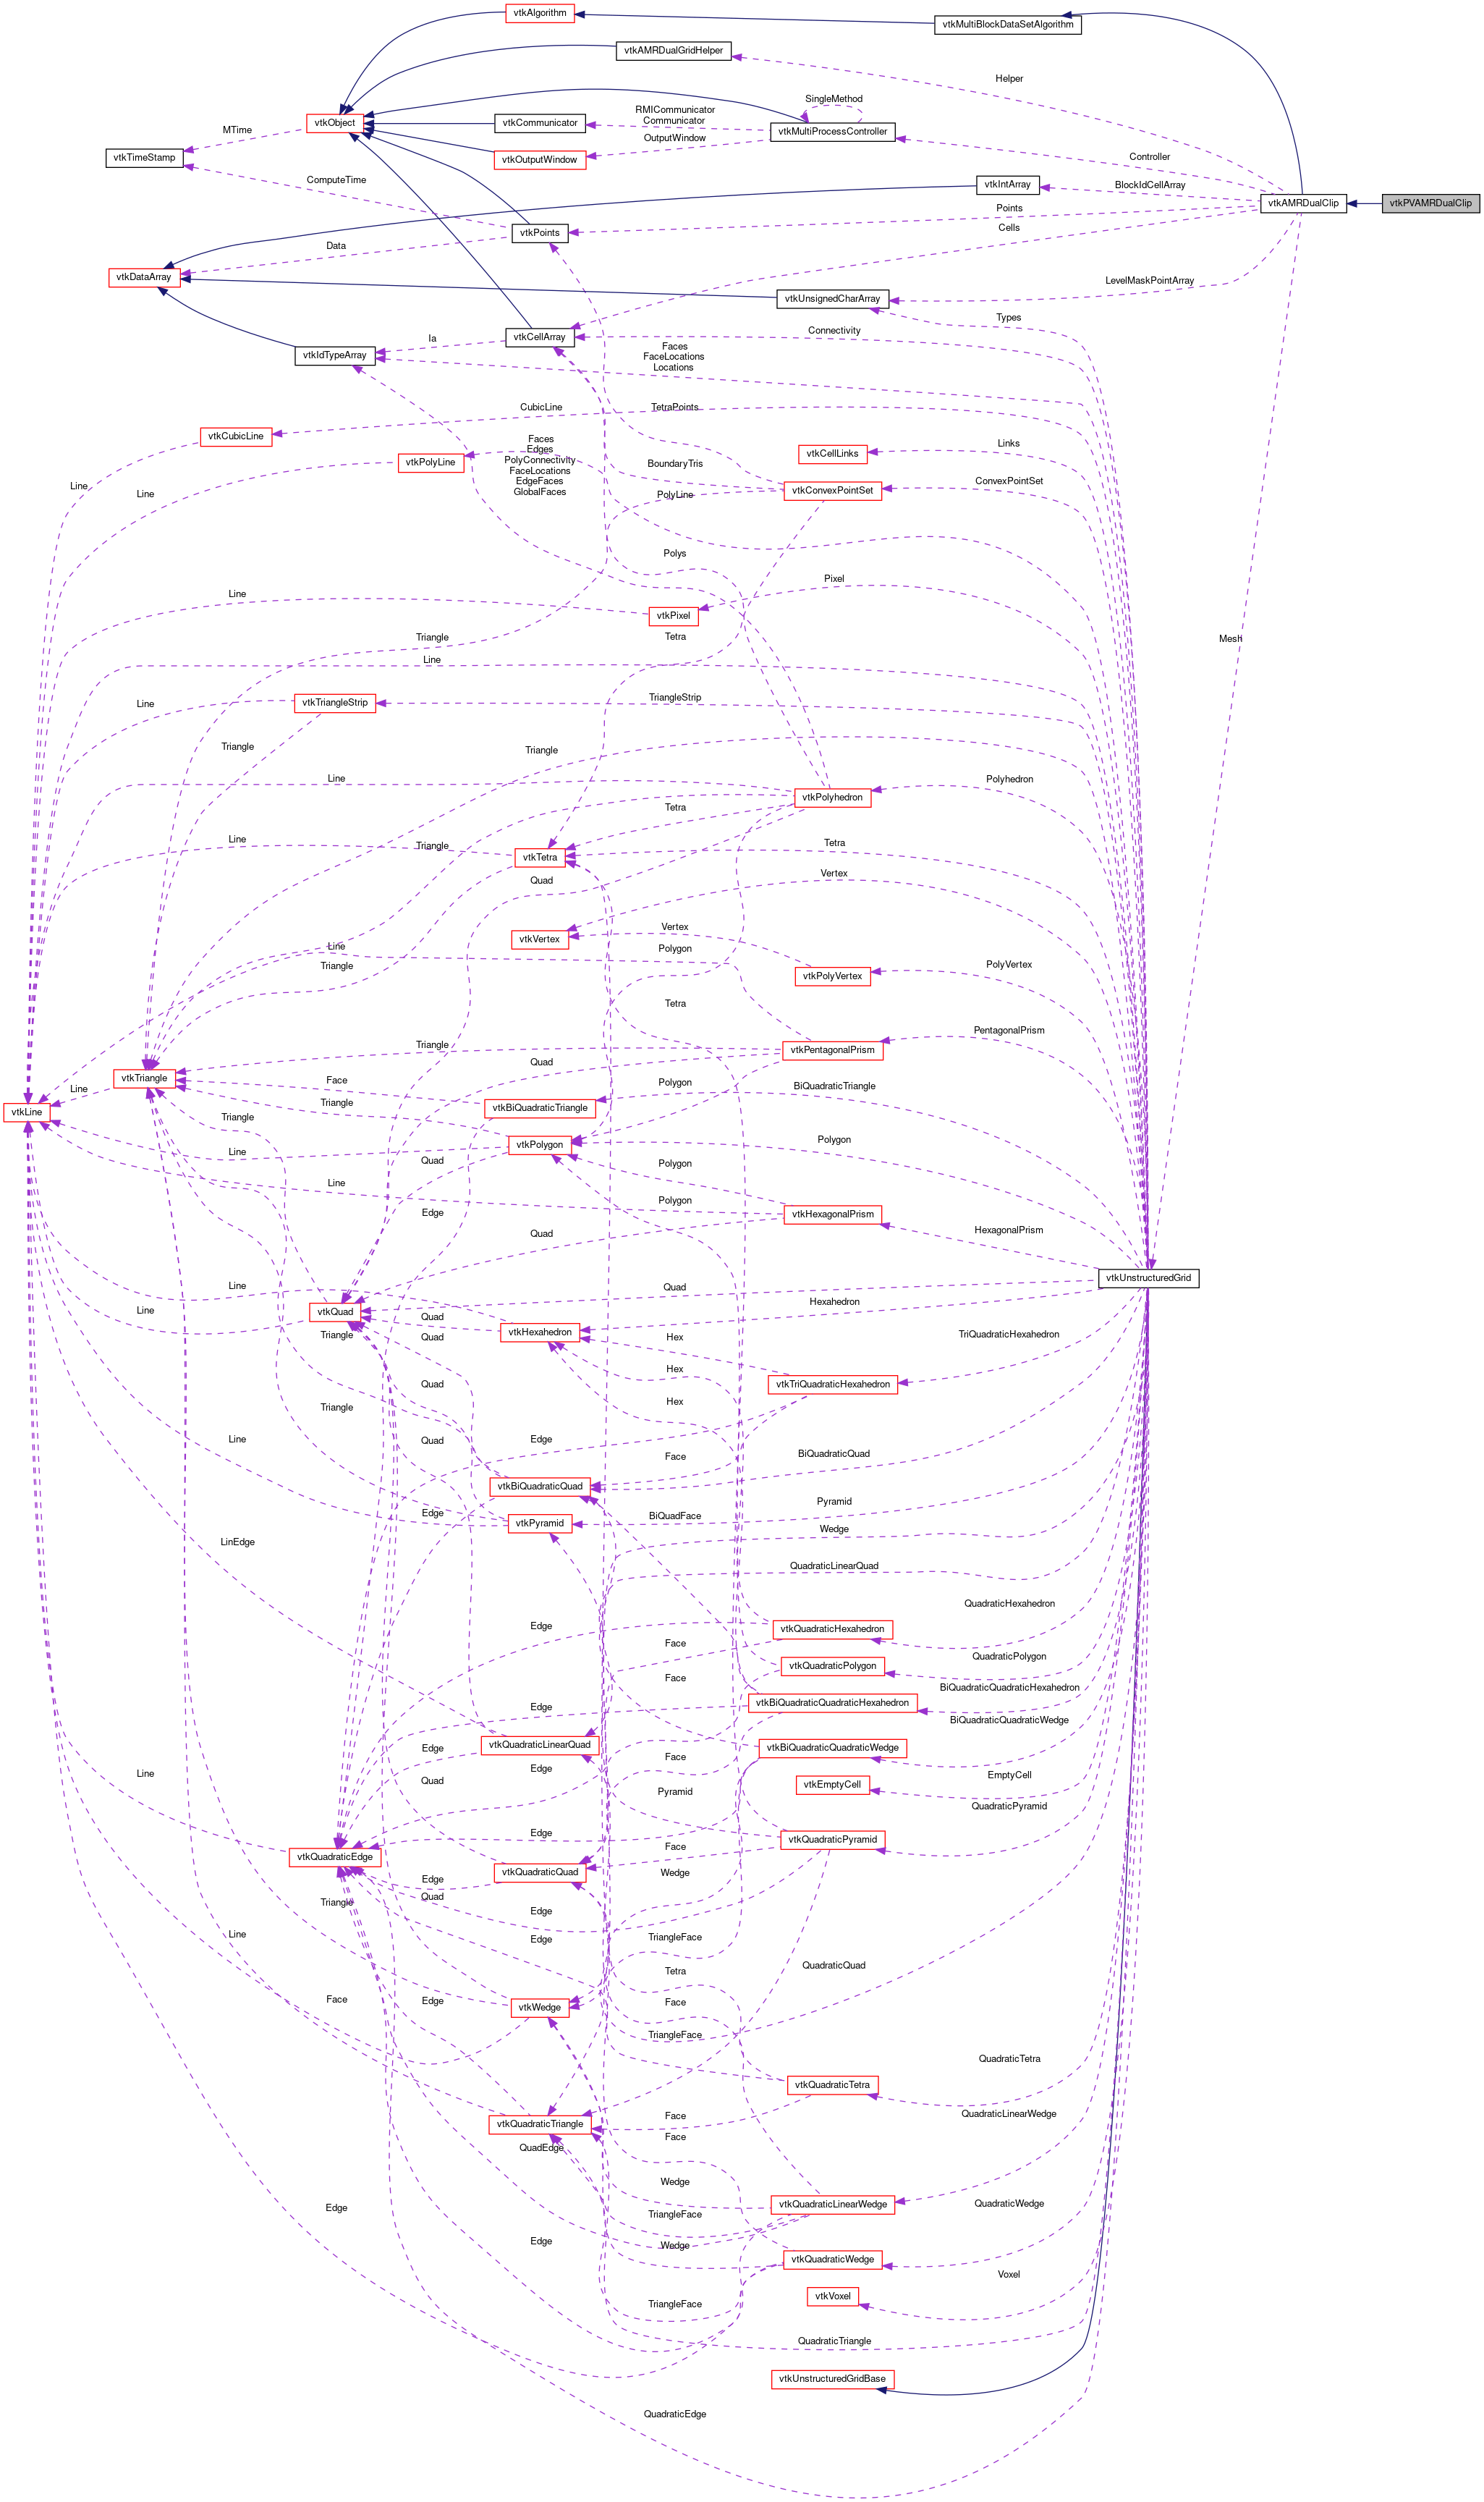 vtkAlgorithm
vtkMultiBlockDataSetAlgorithm
vtkAMRDualGridHelper
Helper
SingleMethod
RMICommunicator
Communicator
vtkObject
vtkCommunicator
vtkMultiProcessController
MTime
OutputWindow
vtkTimeStamp
vtkOutputWindow
Controller
ComputeTime
vtkIntArray
BlockIdCellArray
vtkAMRDualClip
vtkPVAMRDualClip
Points
vtkPoints
Cells
Data
vtkDataArray
LevelMaskPointArray
vtkUnsignedCharArray
Types
Connectivity
vtkCellArray
Ia
Faces
FaceLocations
Locations
vtkIdTypeArray
CubicLine
TetraPoints
vtkCubicLine
Faces
Edges
PolyConnectivity
FaceLocations
EdgeFaces
GlobalFaces
Links
vtkCellLinks
vtkPolyLine
BoundaryTris
ConvexPointSet
Line
Line
vtkConvexPointSet
PolyLine
Polys
Pixel
Line
vtkPixel
Triangle
Tetra
Mesh
Line
TriangleStrip
vtkTriangleStrip
Line
Triangle
Triangle
Line
Polyhedron
vtkPolyhedron
Tetra
Line
Triangle
Tetra
vtkTetra
Vertex
Quad
Vertex
vtkVertex
Line
Polygon
Triangle
PolyVertex
vtkPolyVertex
Tetra
PentagonalPrism
Triangle
vtkPentagonalPrism
Quad
vtkTriangle
Face
Polygon
BiQuadraticTriangle
Line
Triangle
vtkBiQuadraticTriangle
vtkLine
Triangle
Polygon
Line
vtkPolygon
Quad
Polygon
Line
Polygon
Edge
vtkHexagonalPrism
Quad
HexagonalPrism
vtkUnstructuredGrid
Line
Quad
Hexahedron
Line
vtkQuad
Quad
vtkHexahedron
Triangle
Quad
Hex
TriQuadraticHexahedron
Hex
Quad
vtkTriQuadraticHexahedron
Hex
Triangle
Line
Quad
Edge
Face
BiQuadraticQuad
vtkBiQuadraticQuad
Pyramid
Edge
BiQuadFace
vtkPyramid
Wedge
LinEdge
QuadraticLinearQuad
QuadraticHexahedron
Edge
vtkQuadraticHexahedron
Face
QuadraticPolygon
vtkQuadraticPolygon
Face
BiQuadraticQuadraticHexahedron
vtkBiQuadraticQuadraticHexahedron
Edge
BiQuadraticQuadraticWedge
vtkQuadraticLinearQuad
vtkBiQuadraticQuadraticWedge
Edge
Face
Edge
Line
Quad
EmptyCell
vtkEmptyCell
Pyramid
QuadraticPyramid
Edge
vtkQuadraticPyramid
Face
vtkQuadraticEdge
vtkQuadraticQuad
Wedge
Edge
Quad
Triangle
Edge
Line
Edge
TriangleFace
QuadraticQuad
Tetra
Face
Edge
Face
vtkWedge
TriangleFace
QuadraticTetra
vtkQuadraticTetra
Face
vtkQuadraticTriangle
QuadraticLinearWedge
QuadEdge
Face
Wedge
vtkQuadraticLinearWedge
QuadraticWedge
Edge
TriangleFace
Edge
Wedge
vtkQuadraticWedge
Voxel
vtkVoxel
TriangleFace
QuadraticTriangle
vtkUnstructuredGridBase
QuadraticEdge